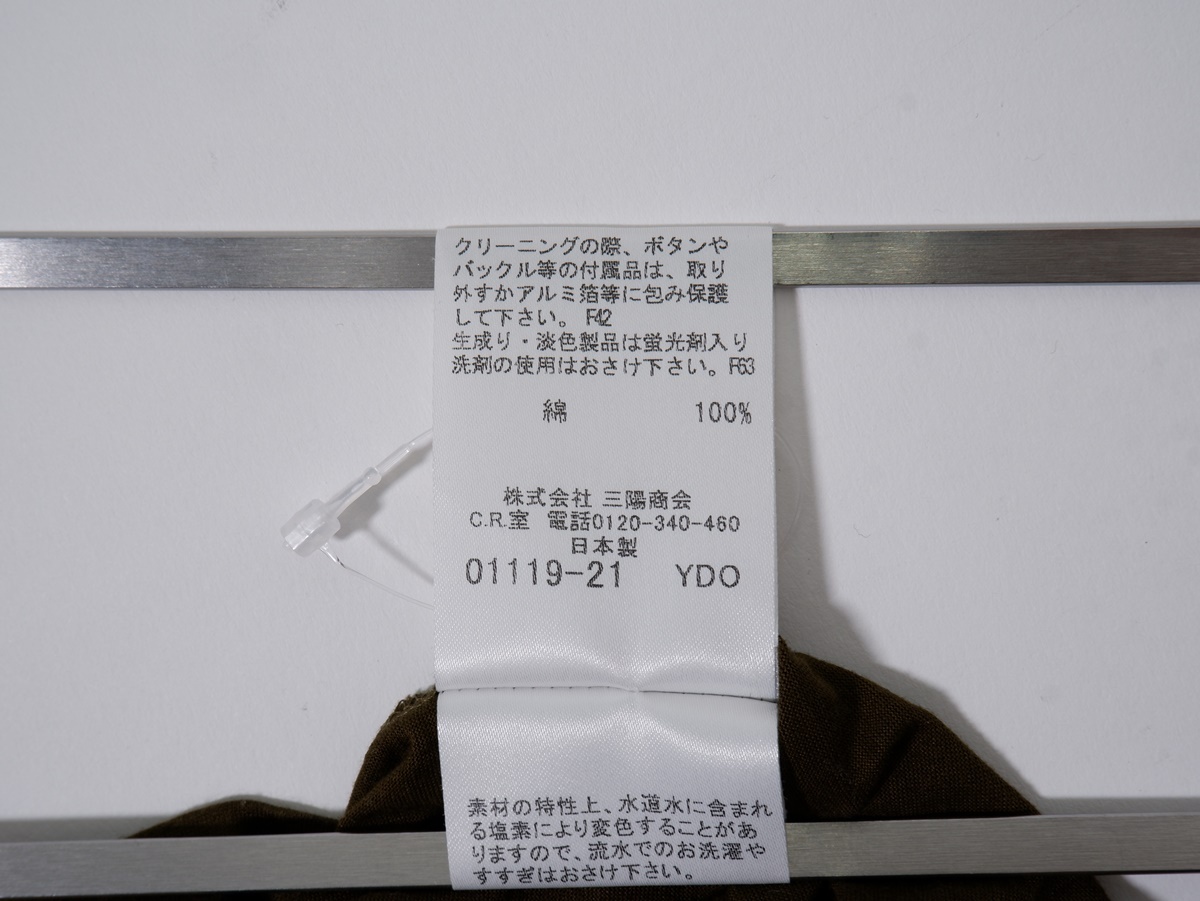 クリーニングの際、ボタンや
バックル等の付属品は、取り
外すかアルミ箔等に包み保護
して下さい。 F42
生成り・淡色製品は蛍光剤入り
洗剤の使用はおさけ下さい。F63
綿 100%
株式会社 三陽商会
C.R.室 電話0120-340-460
日本製
01119-21 YDO
素材の特性上、水道水に含まれ
る塩素により変色することがあ
りますので、流水でのお洗濯や
すすぎはおさけ下さい。